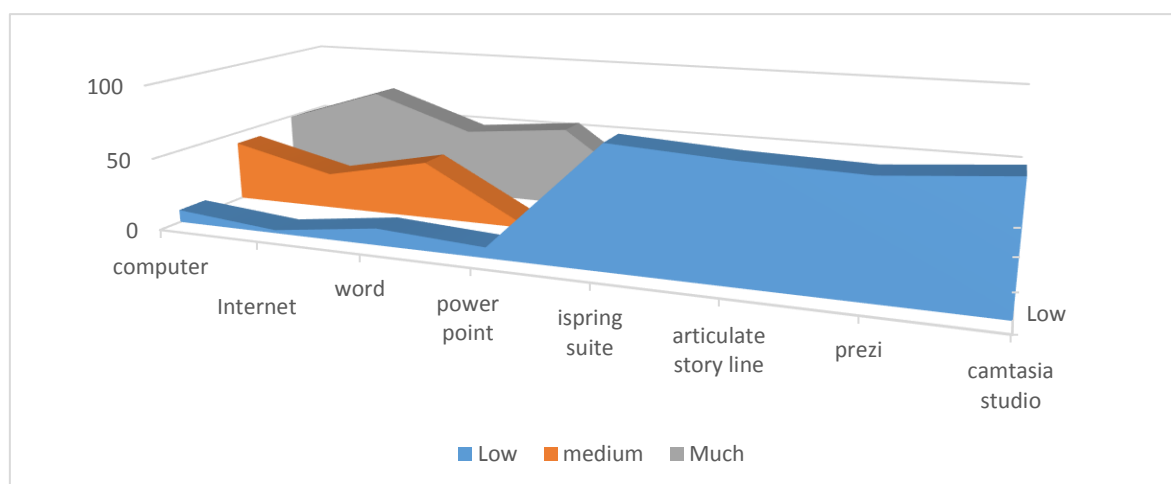 100
50
0
computer
Internet
word
power
point
ispring
suite
articulate
story line
prezi
camtasia
studio
Low
Low medium Much